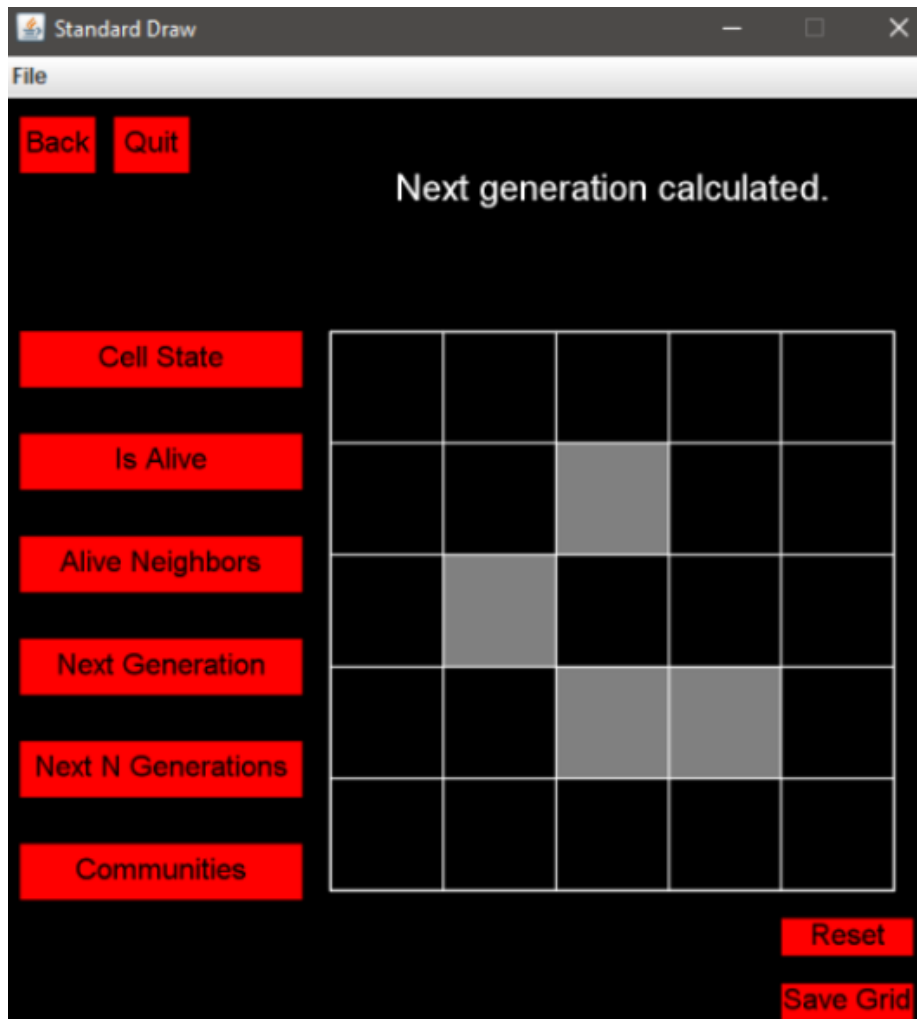 Standard Draw
File
Back Quit
Next generation calculated.
Cell State
Is Alive
Alive Neighbors
Next Generation
Next N Generations
Communities
Reset
Save Grid